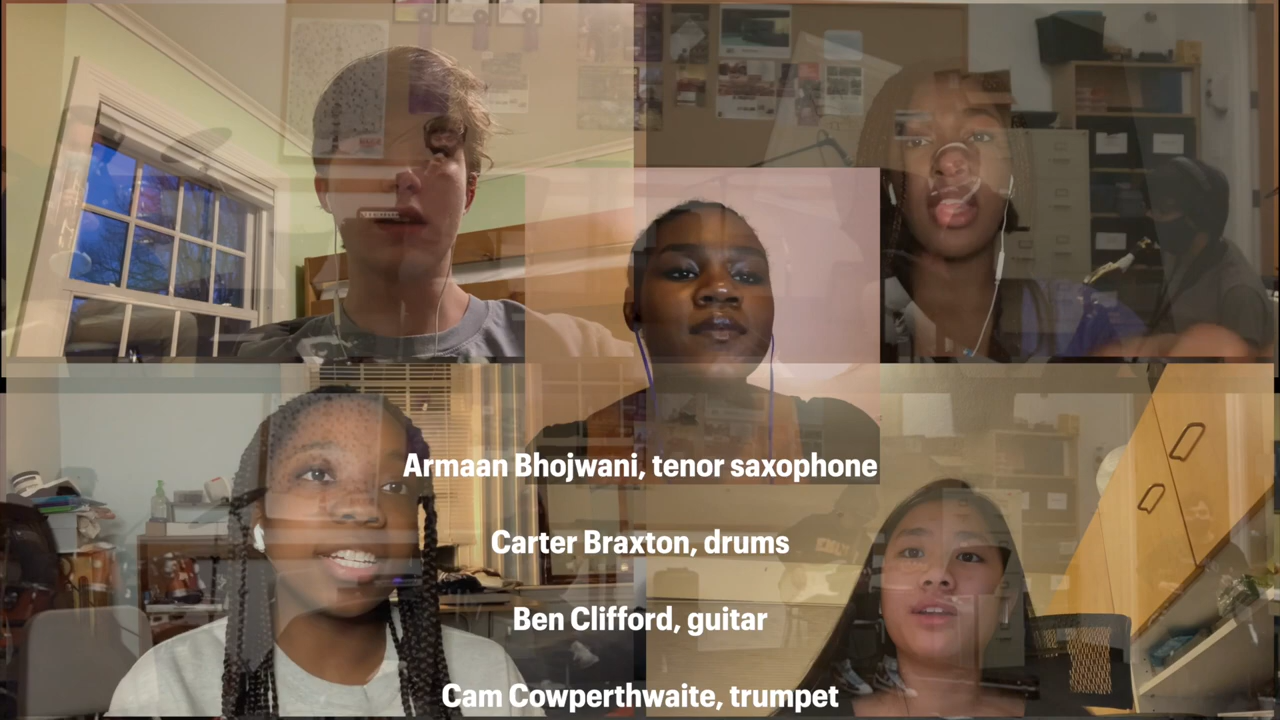 Armaan Bhojwani, tenor saxophone
Carter Braxton, drums
Ben Clifford, guitar
Cam Cowperthwaite, trumpet